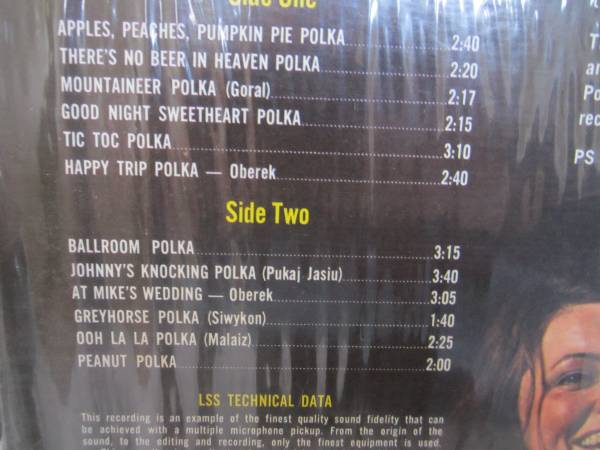 Side One
APPLES, PEACHES, PUMPKIN PIE POLKA 2:40
THERE'S NO BEER IN HEAVEN POLKA 2:20
MOUNTAINEER POLKA (Goral) 2:17
GOOD NIGHT SWEETHEART POLKA 2:15
TIC TOC POLKA 3:10
HAPPY TRIP POLKA — Oberek 2:40
Side Two
BALLROOM POLKA 3:15
JOHNNY'S KNOCKING POLKA (Pukaj Jasiu) 3:40
AT MIKE'S WEDDING — Oberek 3:05
GREYHORSE POLKA (Siwykon) 1:40
OOH LA LA POLKA (Malaiz) 2:25
PEANUT POLKA 2:00
LSS TECHNICAL DATA
This recording is an example of the finest quality sound fidelity that can
be achieved with a multiple microphone pickup. From the origin of the
sound, to the editing and recording, only the finest equipment is used.
PS